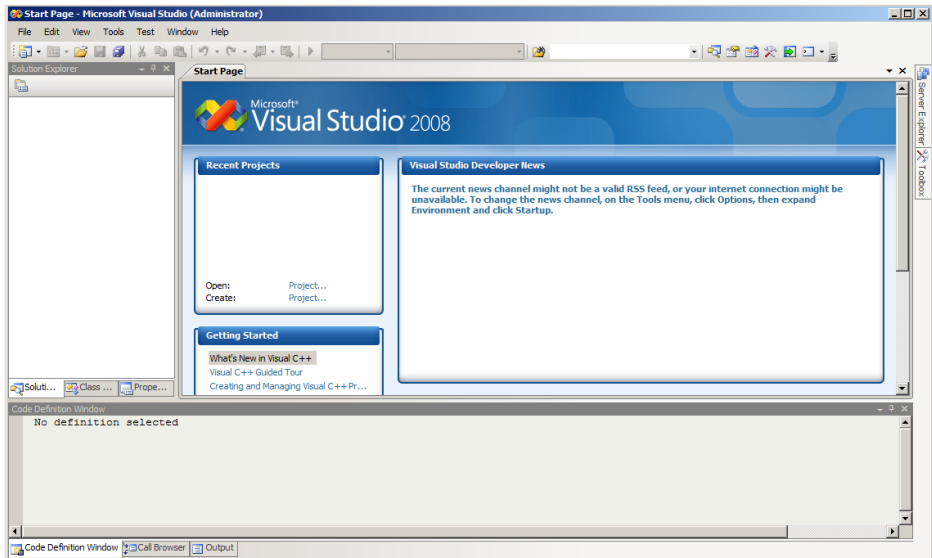 Start Page - Microsoft Visual Studio (Administrator)
File Edit View Tools Test Window Help
Solution Explorer
Start Page
Microsoft®
Visual Studio® 2008
Recent Projects
Open: Project...
Create: Project...
Getting Started
What's New in Visual C++
Visual C++ Guided Tour
Creating and Managing Visual C++ Pr...
Visual Studio Developer News
The current news channel might not be a valid RSS feed, or your internet connection might be
unavailable. To change the news channel, on the Tools menu, click Options, then expand
Environment and click Startup.
Server Explorer
Toolbox
Soluti... Class ... Prope...
Code Definition Window
No definition selected
Code Definition Window Call Browser Output